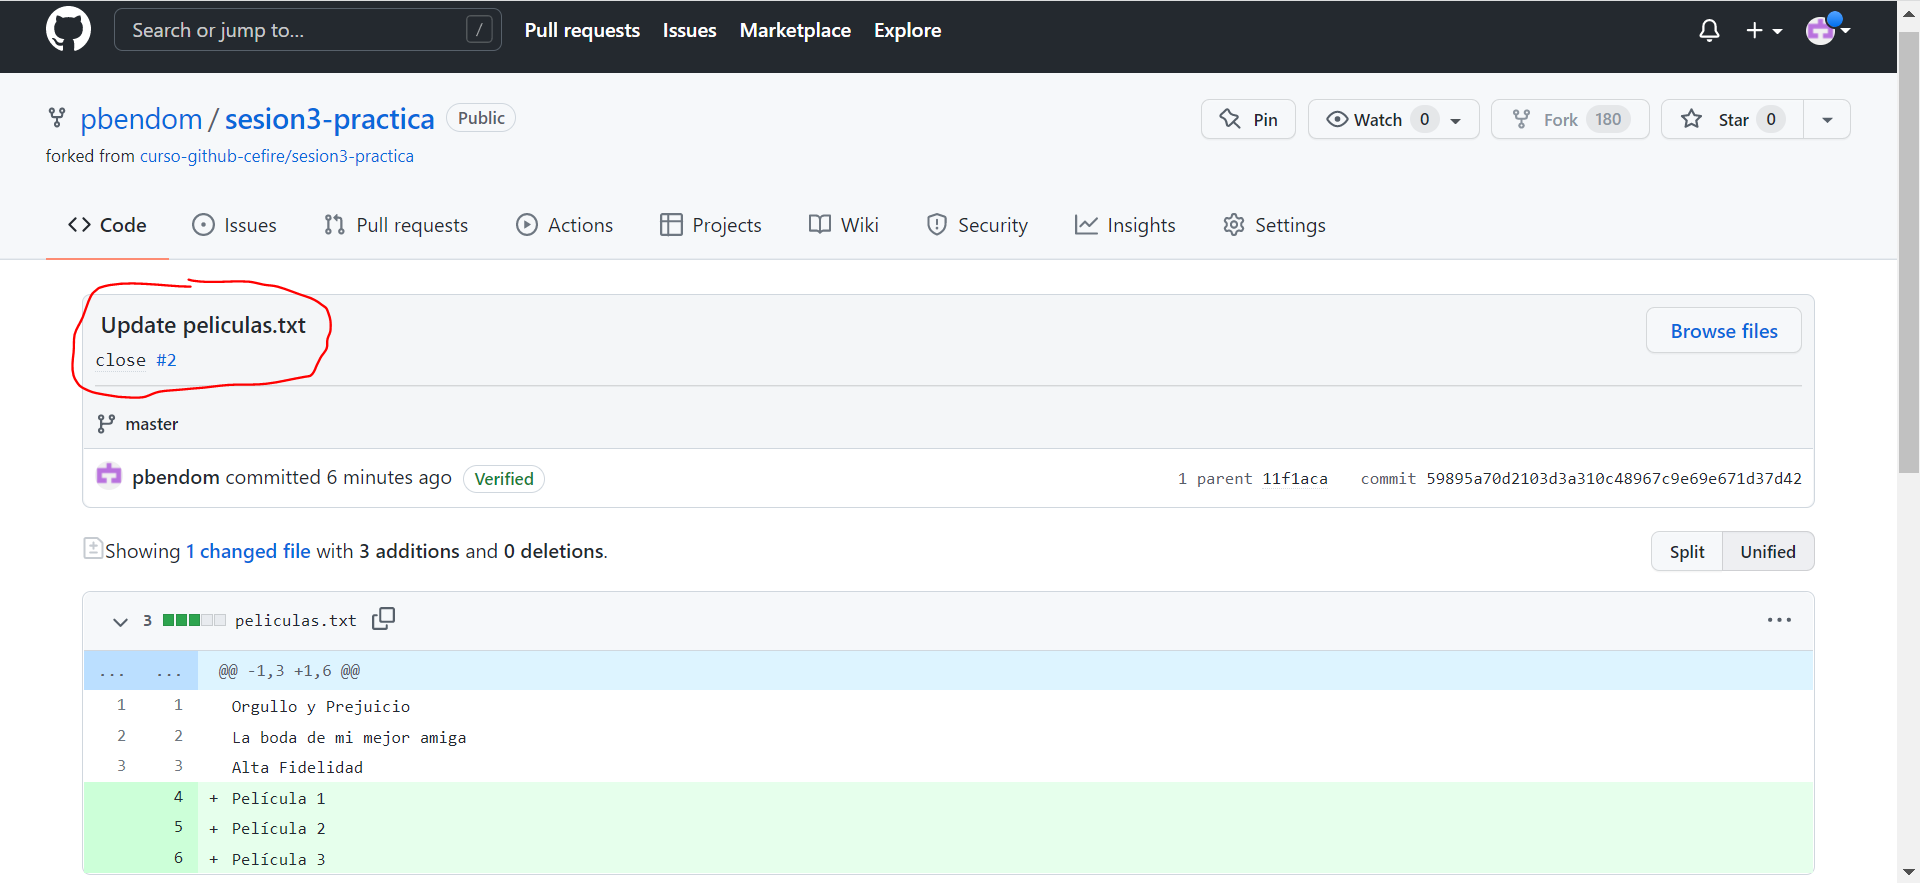 Search or jump to... /
Pull requests Issues Marketplace Explore
pbendom / sesion3-practica Public
Pin Watch 0 Fork 180 Star 0
forked from curso-github-cefire/sesion3-practica
Code Issues Pull requests Actions Projects Wiki Security Insights Settings
Update peliculas.txt
close #2
Browse files
master
pbendom committed 6 minutes ago Verified
1 parent 11f1aca commit 59895a70d2103d3a310c48967c9e69e671d37d42
Showing 1 changed file with 3 additions and 0 deletions.
Split Unified
3 peliculas.txt
... ... @@ -1,3 +1,6 @@
1 1 Orgullo y Prejuicio
2 2 La boda de mi mejor amiga
3 3 Alta Fidelidad
4 + Película 1
5 + Película 2
6 + Película 3